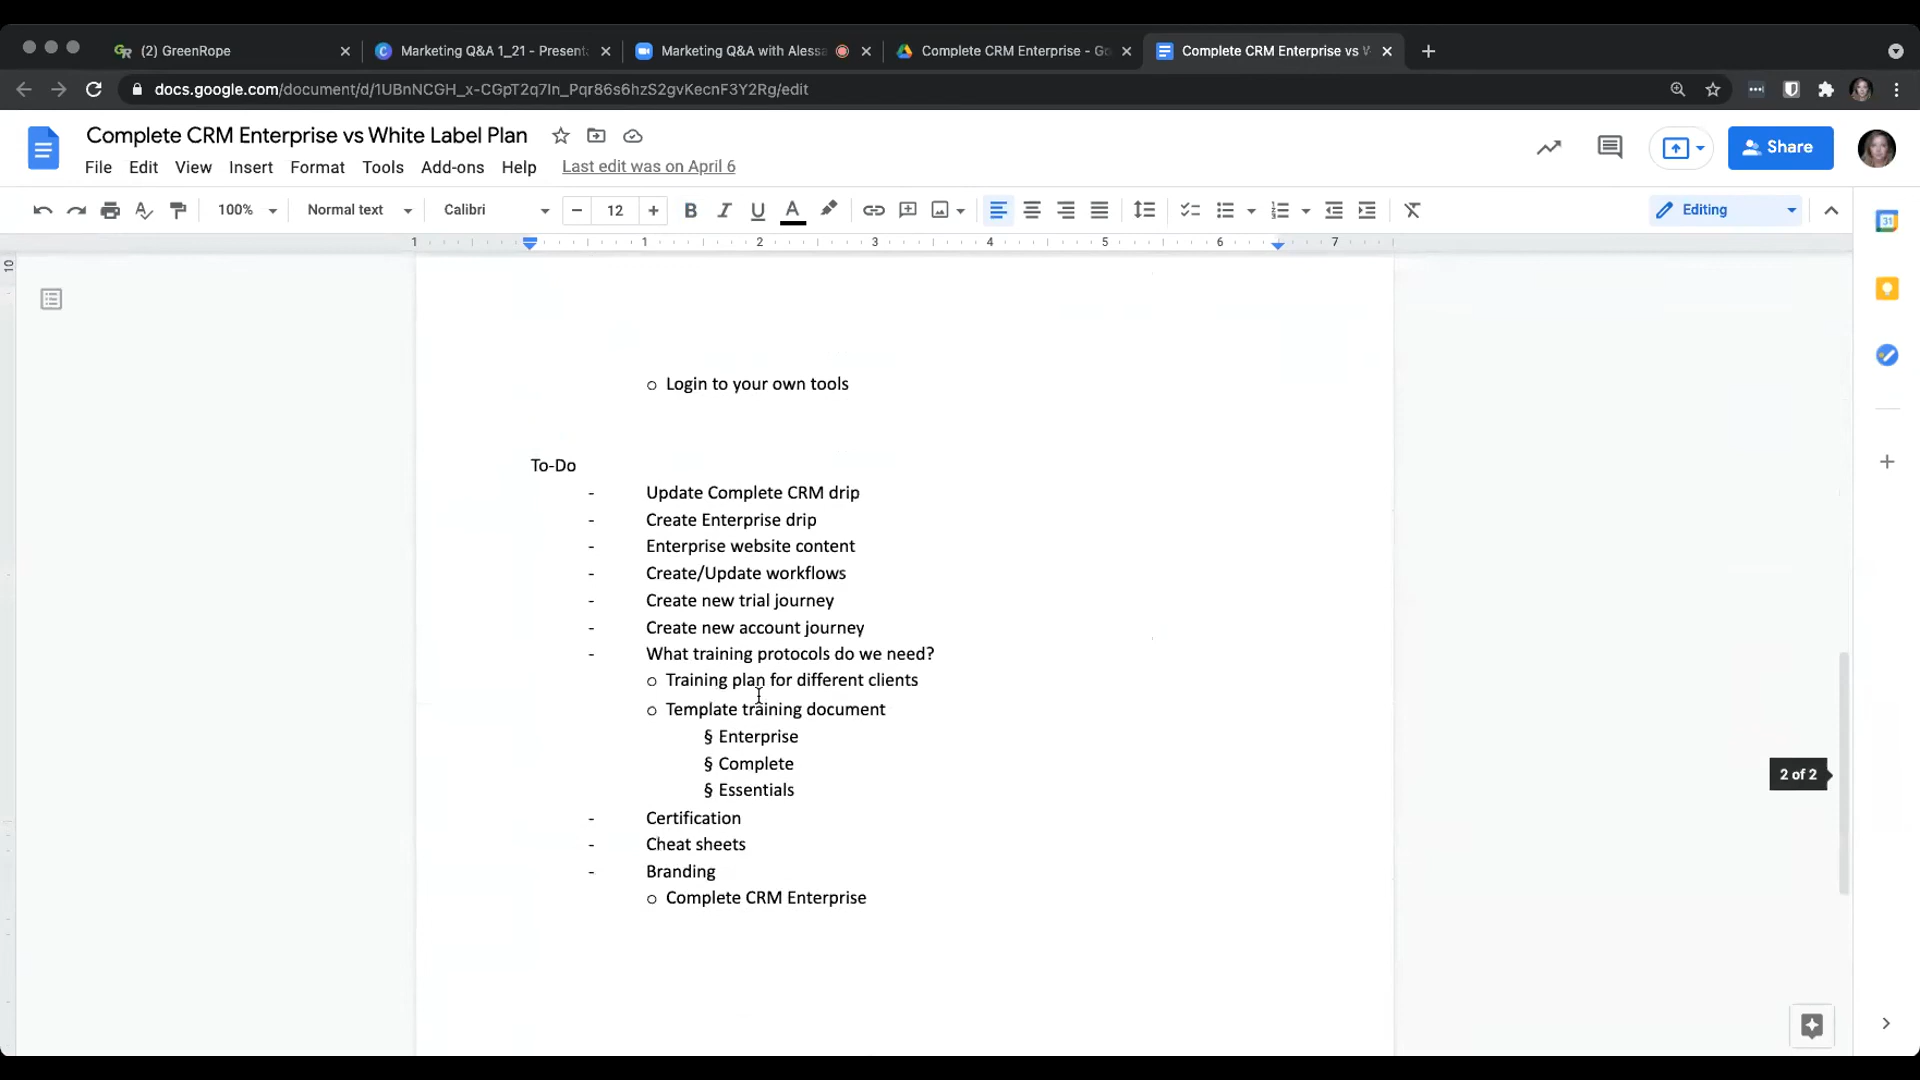 (2) GreenRope
Marketing Q&A 1_21 - Present
Marketing Q&A with Alessa
Complete CRM Enterprise - Go
Complete CRM Enterprise vs W
docs.google.com/document/d/1UBnNCGH_x-CGpT2q7In_Pqr86s6hzS2gvKecnF3Y2Rg/edit
Complete CRM Enterprise vs White Label Plan
File Edit View Insert Format Tools Add-ons Help Last edit was on April 6
Share
100% Normal text Calibri − 12 + B I U A Editing
1 1 2 3 4 5 6 7
10
31
o Login to your own tools
To-Do
- Update Complete CRM drip
- Create Enterprise drip
- Enterprise website content
- Create/Update workflows
- Create new trial journey
- Create new account journey
- What training protocols do we need?
o Training plan for different clients
o Template training document
§ Enterprise
§ Complete
§ Essentials
- Certification
- Cheat sheets
- Branding
o Complete CRM Enterprise
2 of 2